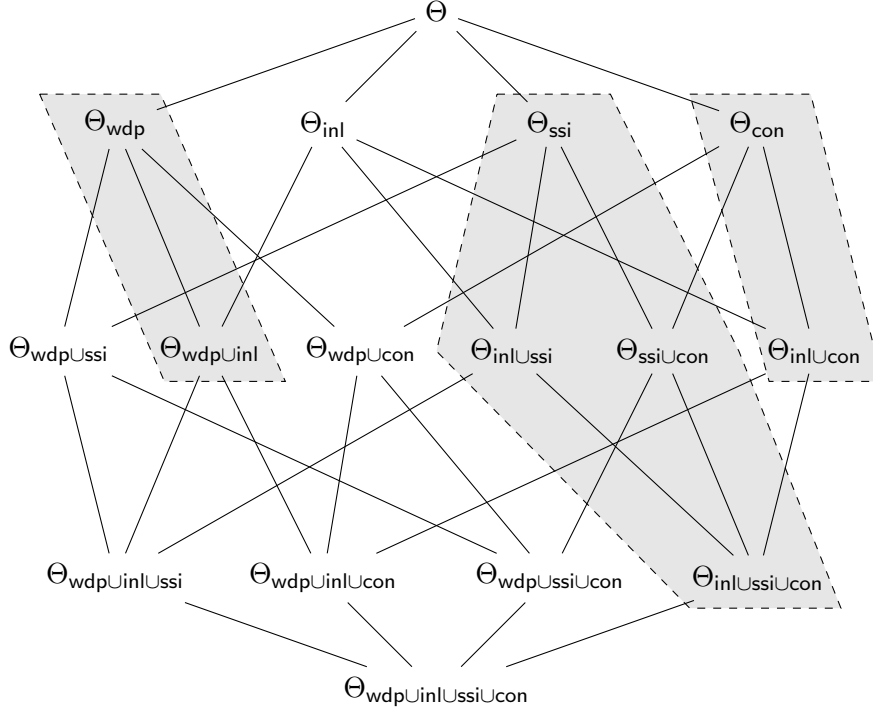 Θ
Θwdp Θinl Θssi Θcon
Θwdp∪ssi Θwdp∪inl Θwdp∪con Θinl∪ssi Θssi∪con Θinl∪con
Θwdp∪inl∪ssi Θwdp∪inl∪con Θwdp∪ssi∪con Θinl∪ssi∪con
Θwdp∪inl∪ssi∪con